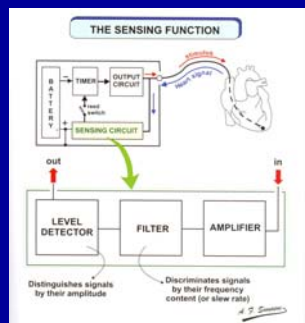 THE SENSING FUNCTION
BATTERY
TIMER
OUTPUT
CIRCUIT
stimulus
Heart signal
reed
switch
SENSING CIRCUIT
out
in
LEVEL
DETECTOR
FILTER
AMPLIFIER
Distinguishes signals
by their amplitude
Discriminates signals
by their frequency
content (or slew rate)